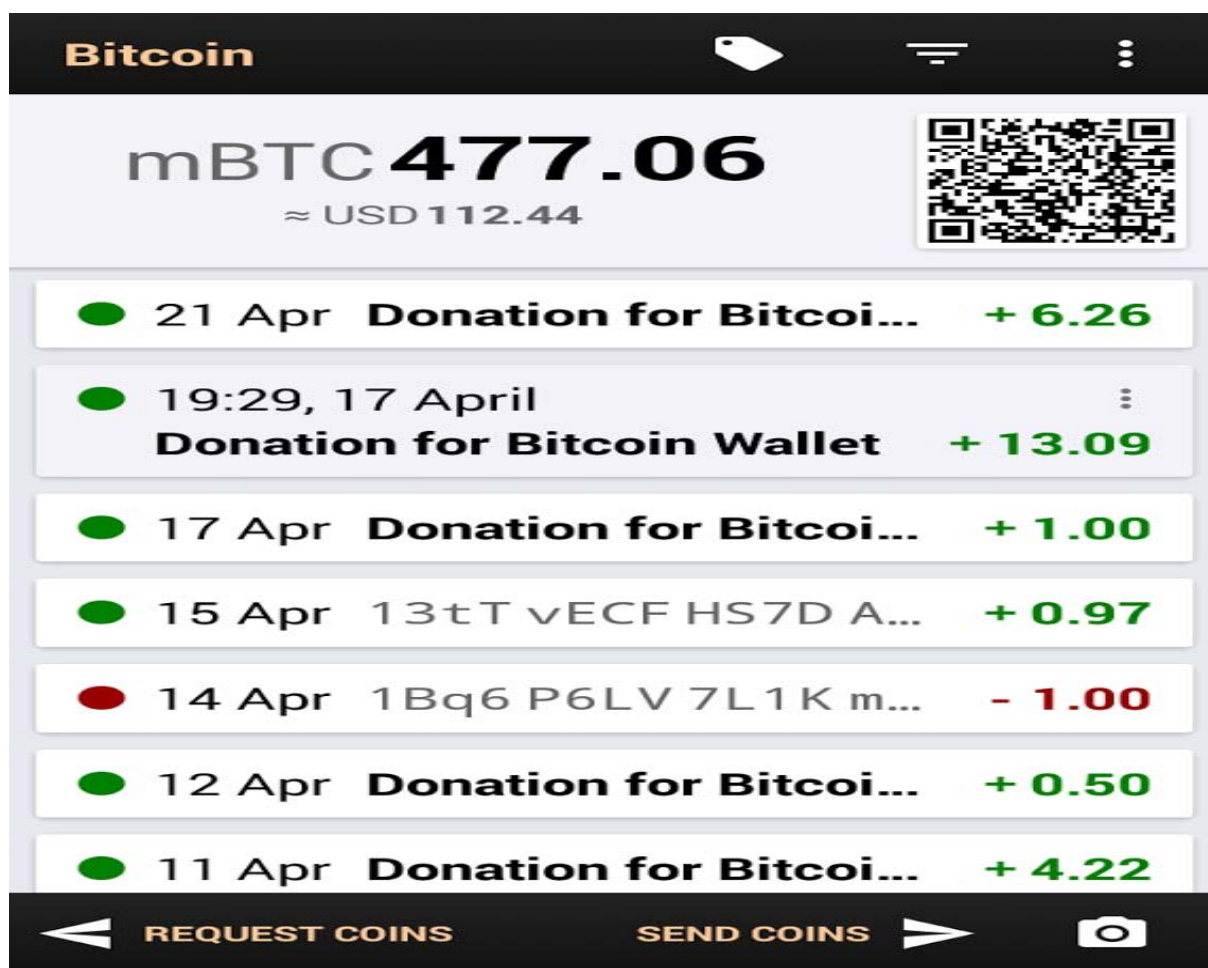 Bitcoin
mBTC 477.06
≈ USD 112.44
21 Apr Donation for Bitcoi... + 6.26
19:29, 17 April
Donation for Bitcoin Wallet + 13.09
17 Apr Donation for Bitcoi... + 1.00
15 Apr 13tT vECF HS7D A... + 0.97
14 Apr 1Bq6 P6LV 7L1K m... - 1.00
12 Apr Donation for Bitcoi... + 0.50
11 Apr Donation for Bitcoi... + 4.22
REQUEST COINS SEND COINS